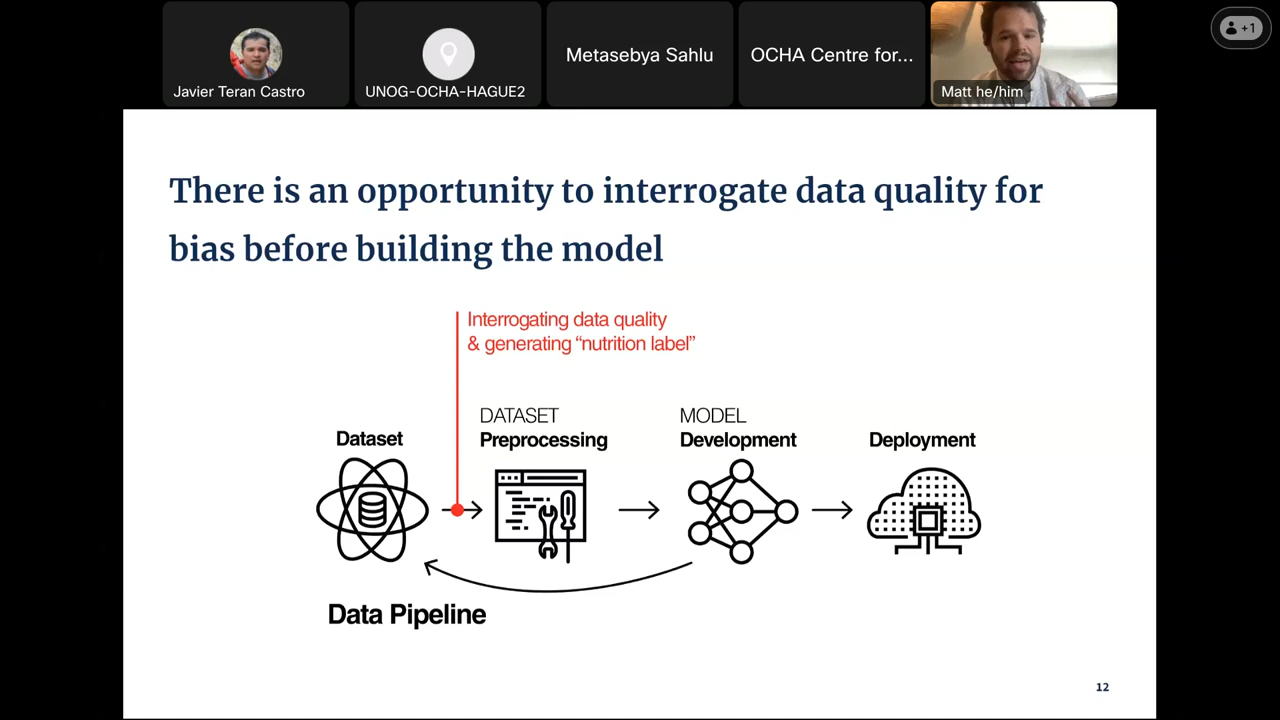 Javier Teran Castro
UNOG-OCHA-HAGUE2
Metasebya Sahlu
OCHA Centre for...
Matt he/him
+1
There is an opportunity to interrogate data quality for
bias before building the model
Interrogating data quality
& generating “nutrition label”
Dataset
DATASET
Preprocessing
MODEL
Development
Deployment
Data Pipeline
12